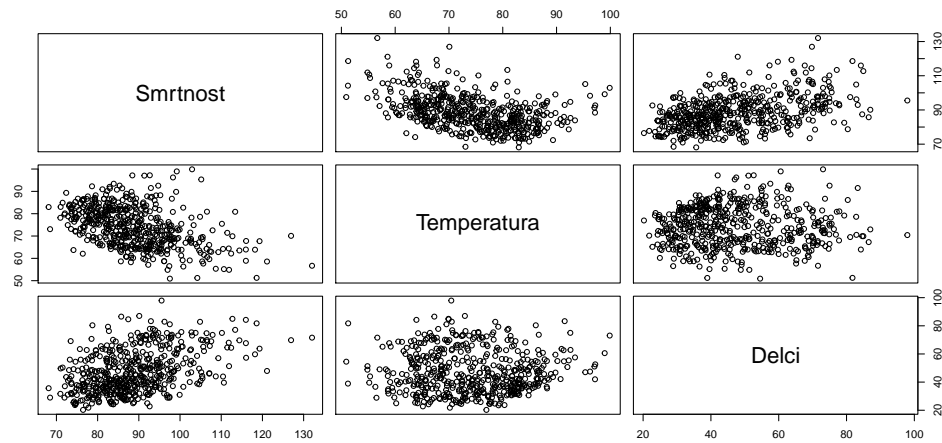 50 60 70 80 90 100
Smrtnost
70 90 110 130
50 60 70 80 90
Temperatura
Delci
20 40 60 80 100
70 80 90 100 110 120 130
20 40 60 80 100